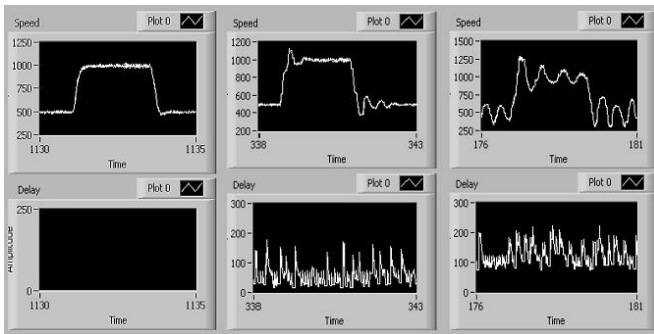 Speed Plot 0
1250
1000
750
500
250
1130 1135
Time
Speed Plot 0
1200
1000
800
600
400
200
338 343
Time
Speed Plot 0
1500
1250
1000
750
500
250
176 181
Time
Delay Plot 0
Amplitude
250
0
1130 1135
Time
Delay Plot 0
300
200
100
0
338 343
Time
Delay Plot 0
300
200
100
0
176 181
Time